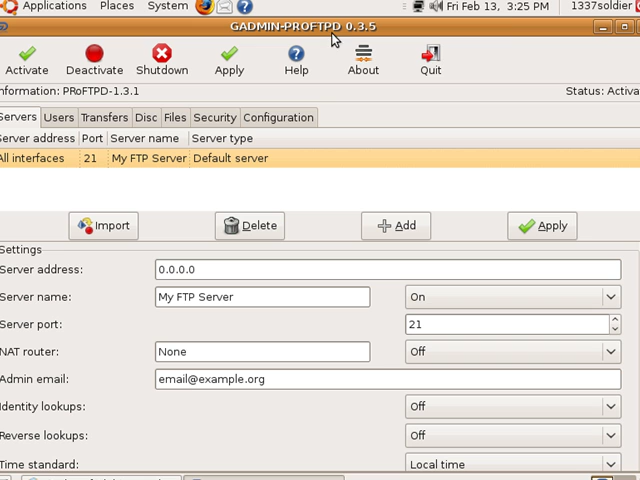 Applications Places System Fri Feb 13, 3:25 PM 1337soldier
GADMIN-PROFTPD 0.3.5
Activate Deactivate Shutdown Apply Help About Quit
nformation: PRoFTPD-1.3.1 Status: Activa
Servers Users Transfers Disc Files Security Configuration
Server address Port Server name Server type
All interfaces 21 My FTP Server Default server
Import Delete Add Apply
Settings
Server address: 0.0.0.0
Server name: My FTP Server On
Server port: 21
NAT router: None Off
Admin email: email@example.org
Identity lookups: Off
Reverse lookups: Off
Time standard: Local time